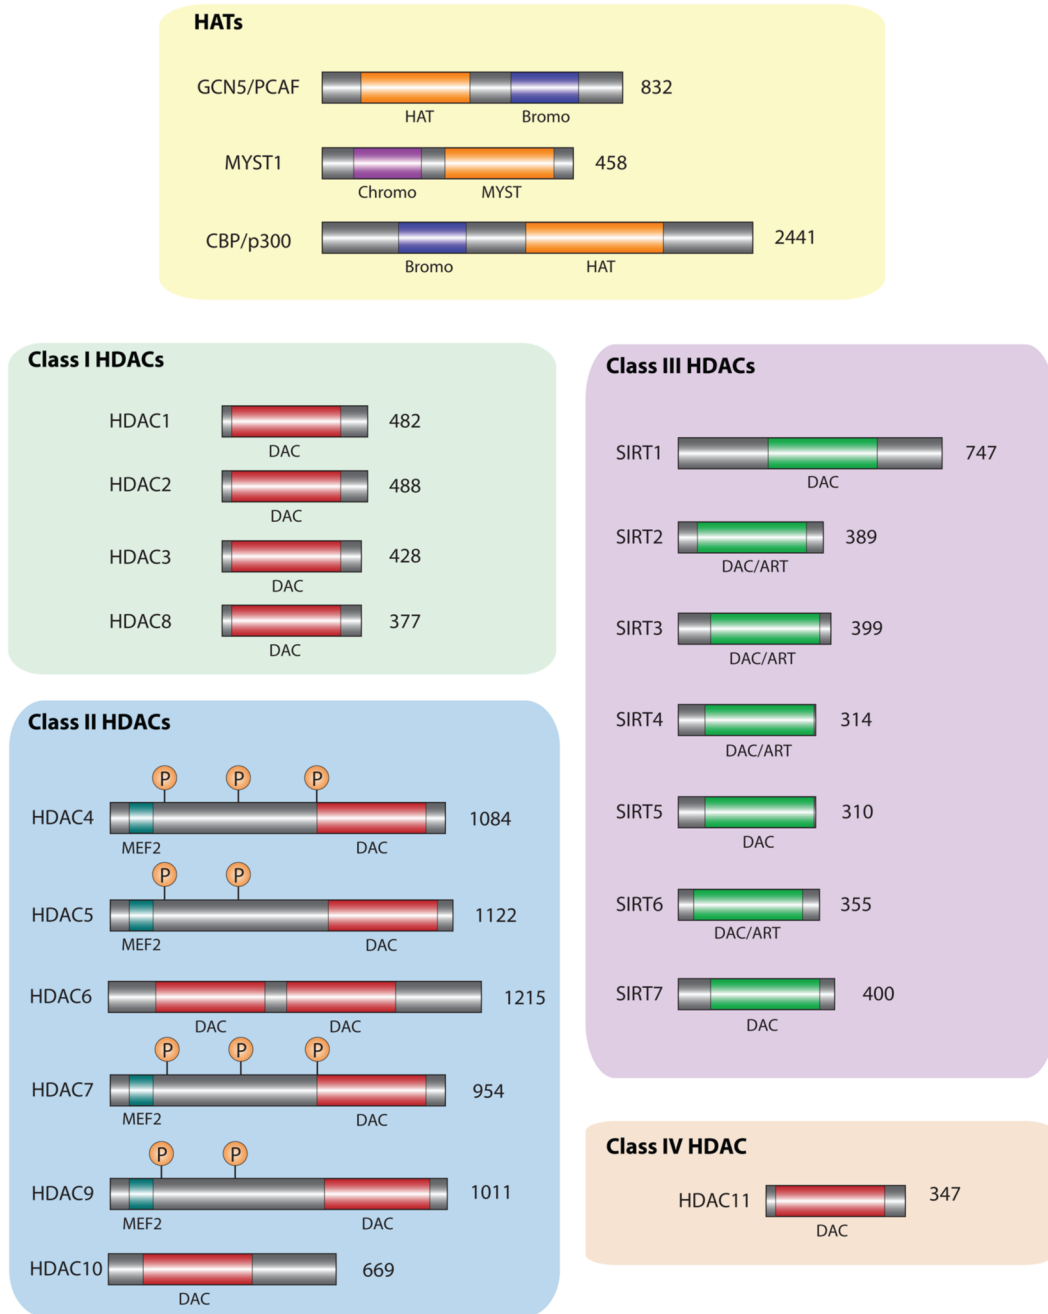 HATs
GCN5/PCAF 832
HAT Bromo
MYST1 458
Chromo MYST
CBP/p300 2441
Bromo HAT
Class I HDACs
HDAC1 482
DAC
HDAC2 488
DAC
HDAC3 428
DAC
HDAC8 377
DAC
Class II HDACs
P P P
HDAC4 1084
MEF2 DAC
P P
HDAC5 1122
MEF2 DAC
HDAC6 1215
DAC DAC
P P P
HDAC7 954
MEF2 DAC
P P
HDAC9 1011
MEF2 DAC
HDAC10 669
DAC
Class III HDACs
SIRT1 747
DAC
SIRT2 389
DAC/ART
SIRT3 399
DAC/ART
SIRT4 314
DAC/ART
SIRT5 310
DAC
SIRT6 355
DAC/ART
SIRT7 400
DAC
Class IV HDAC
HDAC11 347
DAC